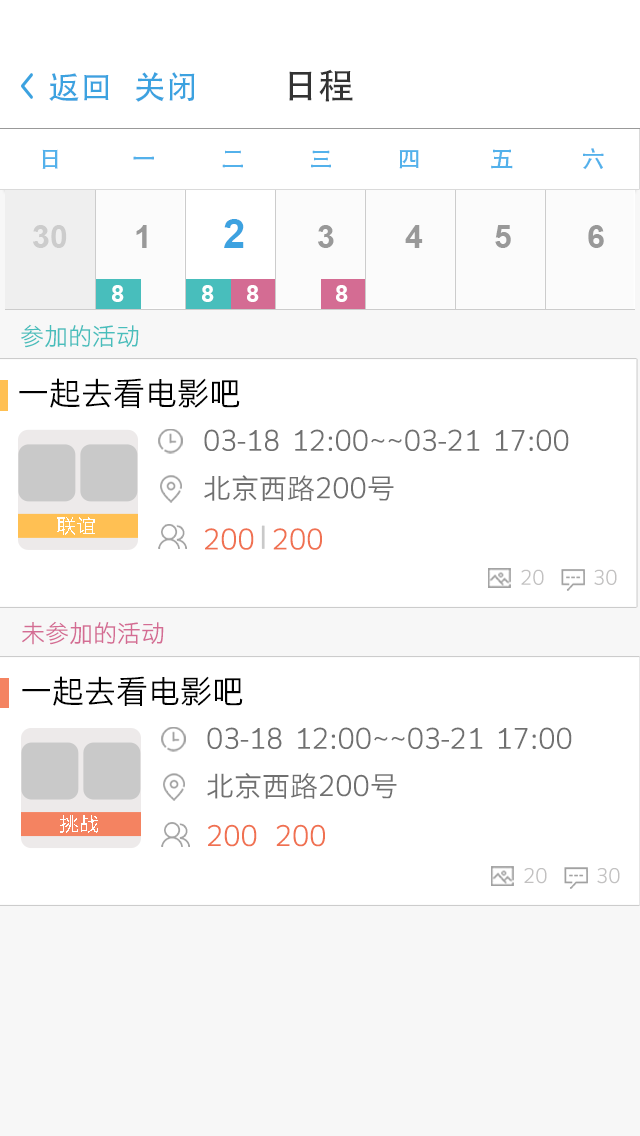 返回 关闭 日程
日 一 二 三 四 五 六
30 1 2 3 4 5 6
8 8 8 8
参加的活动
一起去看电影吧
03-18 12:00~~03-21 17:00
北京西路200号
联谊
200|200
20 30
未参加的活动
一起去看电影吧
03-18 12:00~~03-21 17:00
北京西路200号
挑战
200 200
20 30